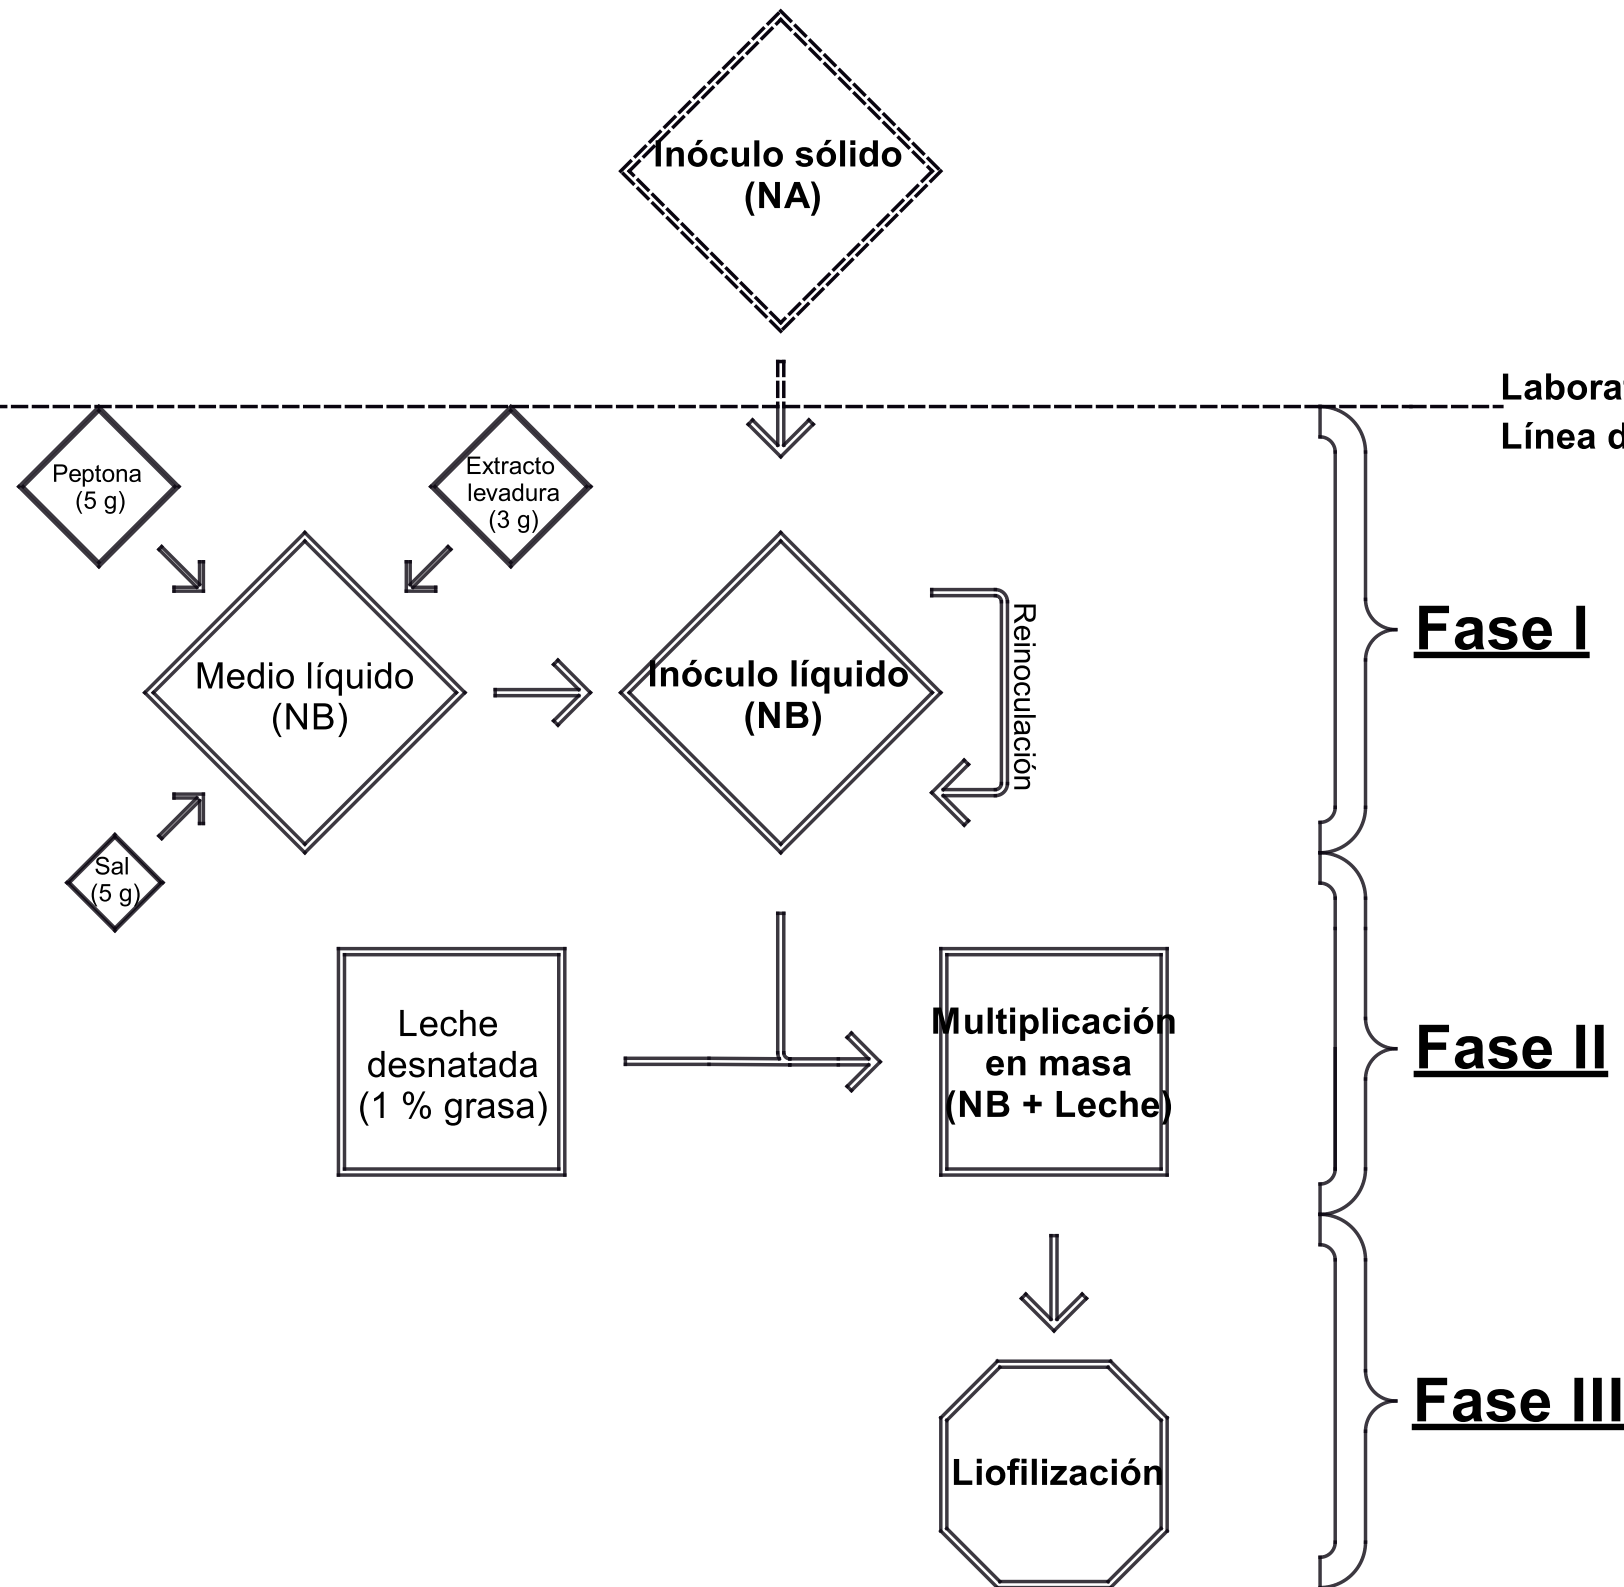 Inóculo sólido
(NA)
Línea d
Peptona
(5 g)
Extracto
levadura
(3 g)
Medio líquido
(NB)
Inóculo líquido
(NB)
Reinoculación
Fase I
Sal
(5 g)
Leche
desnatada
(1 % grasa)
Multiplicación
en masa
(NB + Leche)
Fase II
Liofilización
Fase III